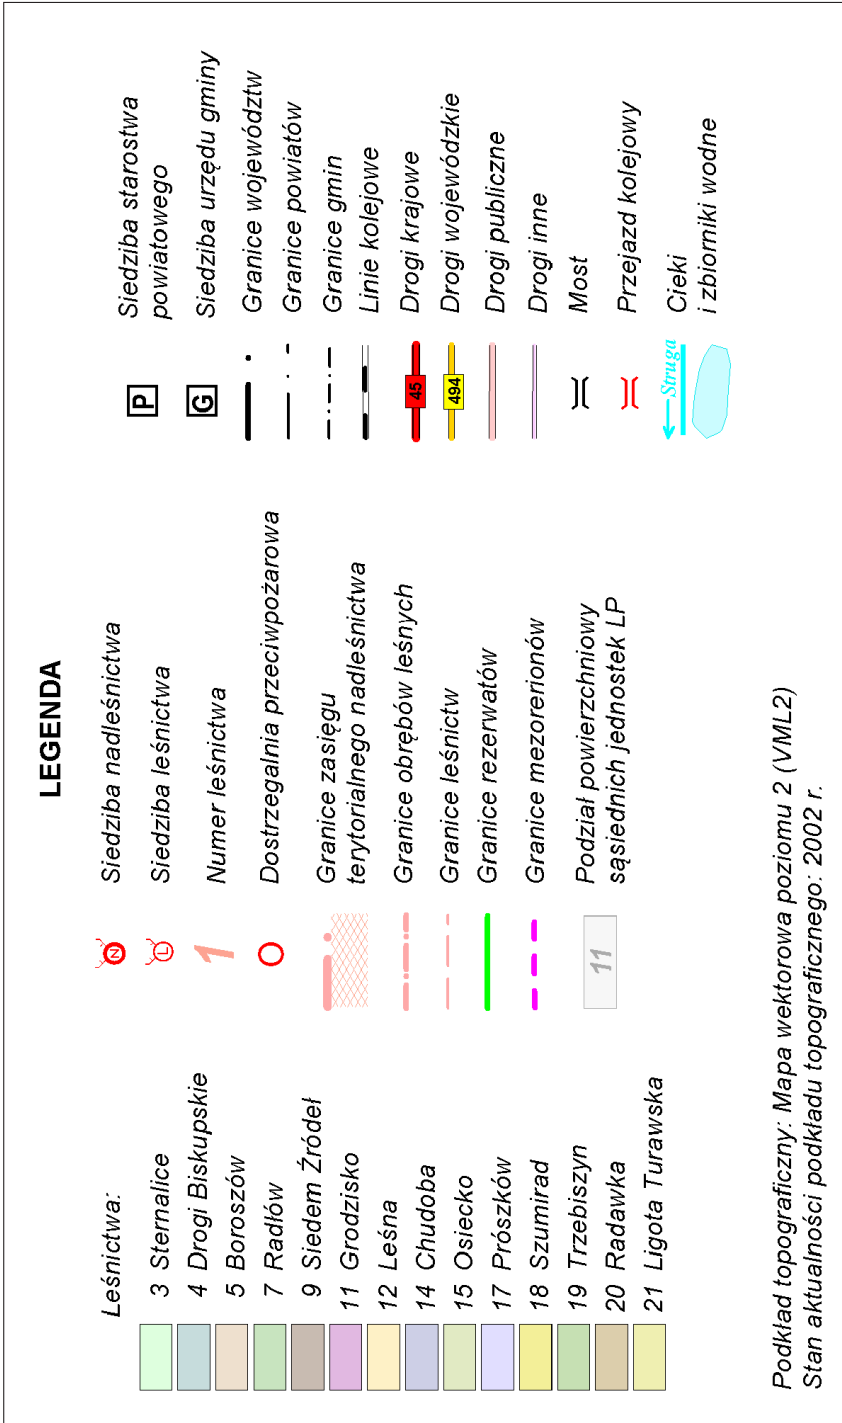 LEGENDA
Leśnictwa:
3 Sternalice
4 Drogi Biskupskie
5 Boroszów
7 Radłów
9 Siedem Źródeł
11 Grodzisko
12 Leśna
14 Chudoba
15 Osiecko
17 Prószków
18 Szumirad
19 Trzebiszyn
20 Radawka
21 Ligota Turawska
N Siedziba nadleśnictwa
L Siedziba leśnictwa
1 Numer leśnictwa
Dostrzegalnia przeciwpożarowa
Granice zasięgu
terytorialnego nadleśnictwa
Granice obrębów leśnych
Granice leśnictw
Granice rezerwatów
Granice mezorerionów
11 Podział powierzchniowy
sąsiednich jednostek LP
P Siedziba starostwa
powiatowego
G Siedziba urzędu gminy
Granice województw
Granice powiatów
Granice gmin
Linie kolejowe
45 Drogi krajowe
494 Drogi wojewódzkie
Drogi publiczne
Drogi inne
Most
Przejazd kolejowy
Struga Cieki
i zbiorniki wodne
Podkład topograficzny: Mapa wektorowa poziomu 2 (VML2)
Stan aktualności podkładu topograficznego: 2002 r.